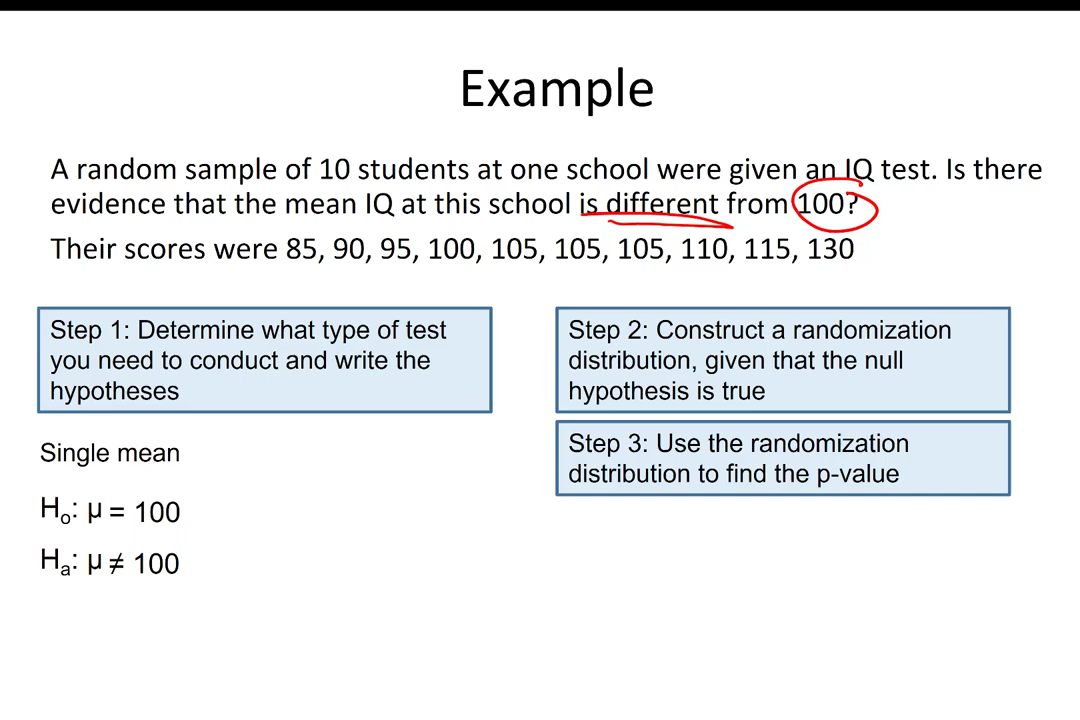 Example
A random sample of 10 students at one school were given an IQ test. Is there
evidence that the mean IQ at this school is different from 100?
Their scores were 85, 90, 95, 100, 105, 105, 105, 110, 115, 130
Step 1: Determine what type of test
you need to conduct and write the
hypotheses
Single mean
Ho: μ = 100
Ha: μ ≠ 100
Step 2: Construct a randomization
distribution, given that the null
hypothesis is true
Step 3: Use the randomization
distribution to find the p-value